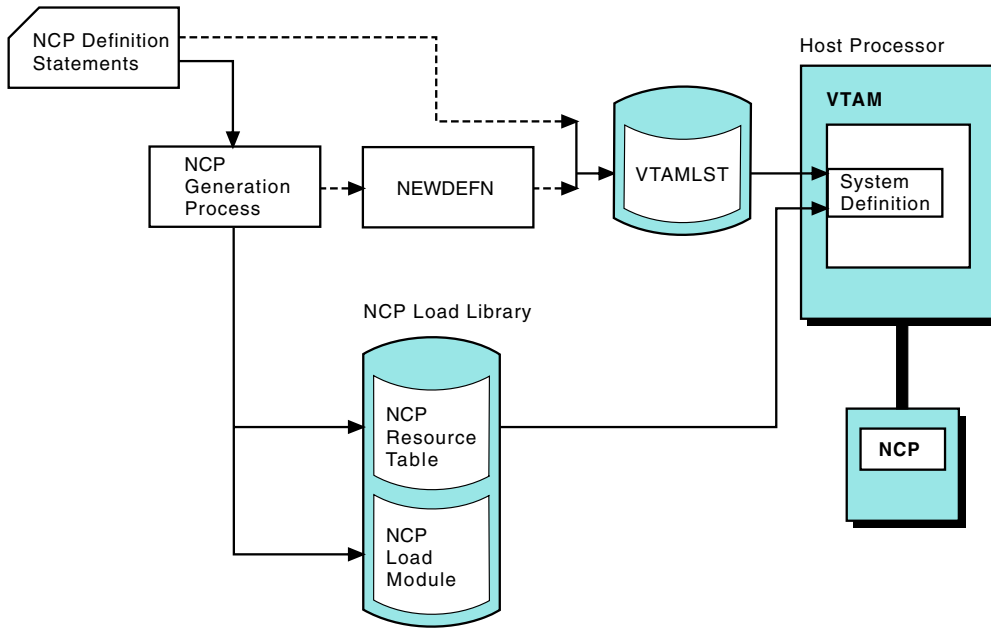 NCP Definition
Statements
Host Processor
VTAM
NCP
Generation
Process
NEWDEFN
VTAMLST
System
Definition
NCP Load Library
NCP
Resource
Table
NCP
NCP
Load
Module